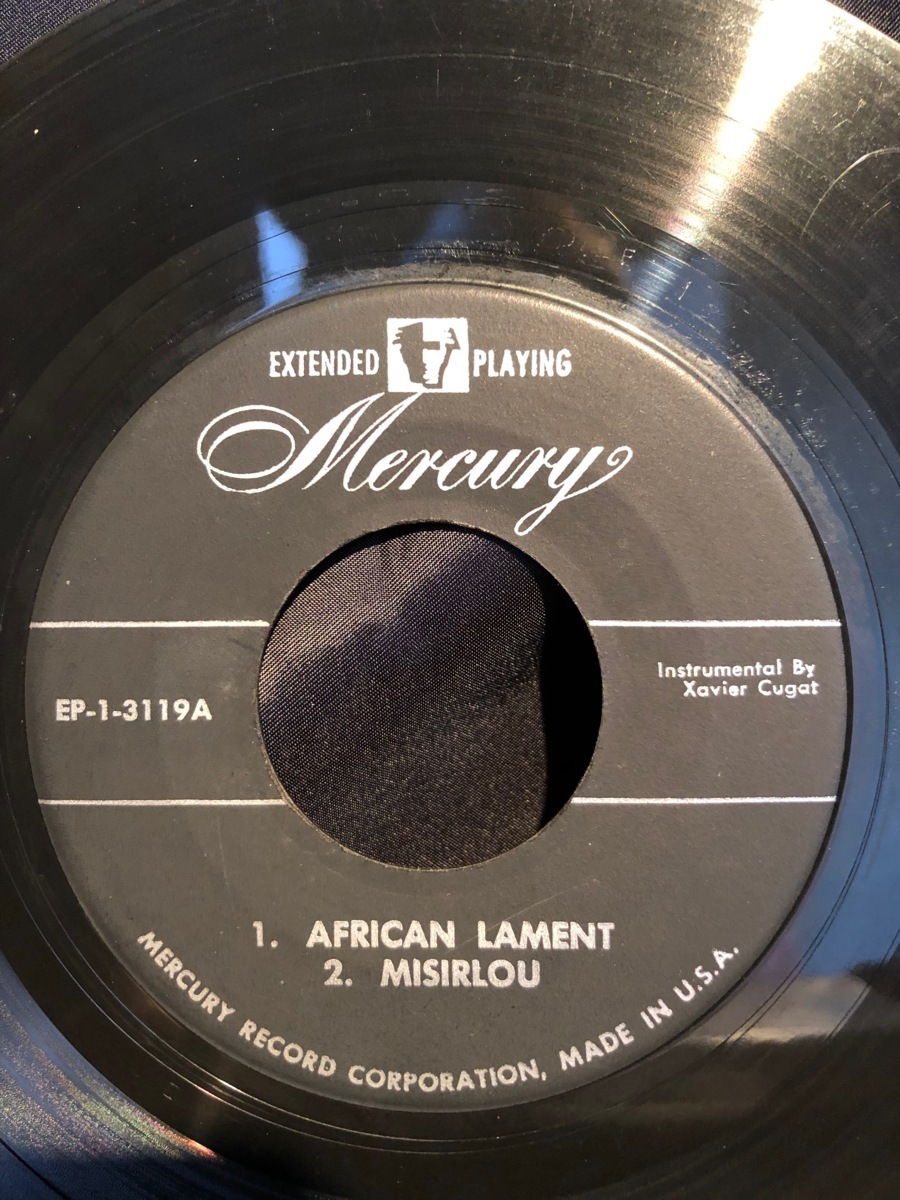 EXTENDED PLAYING
Mercury
Instrumental By
Xavier Cugat
EP-1-3119A
1. AFRICAN LAMENT
2. MISIRLOU
MERCURY RECORD CORPORATION, MADE IN U.S.A.